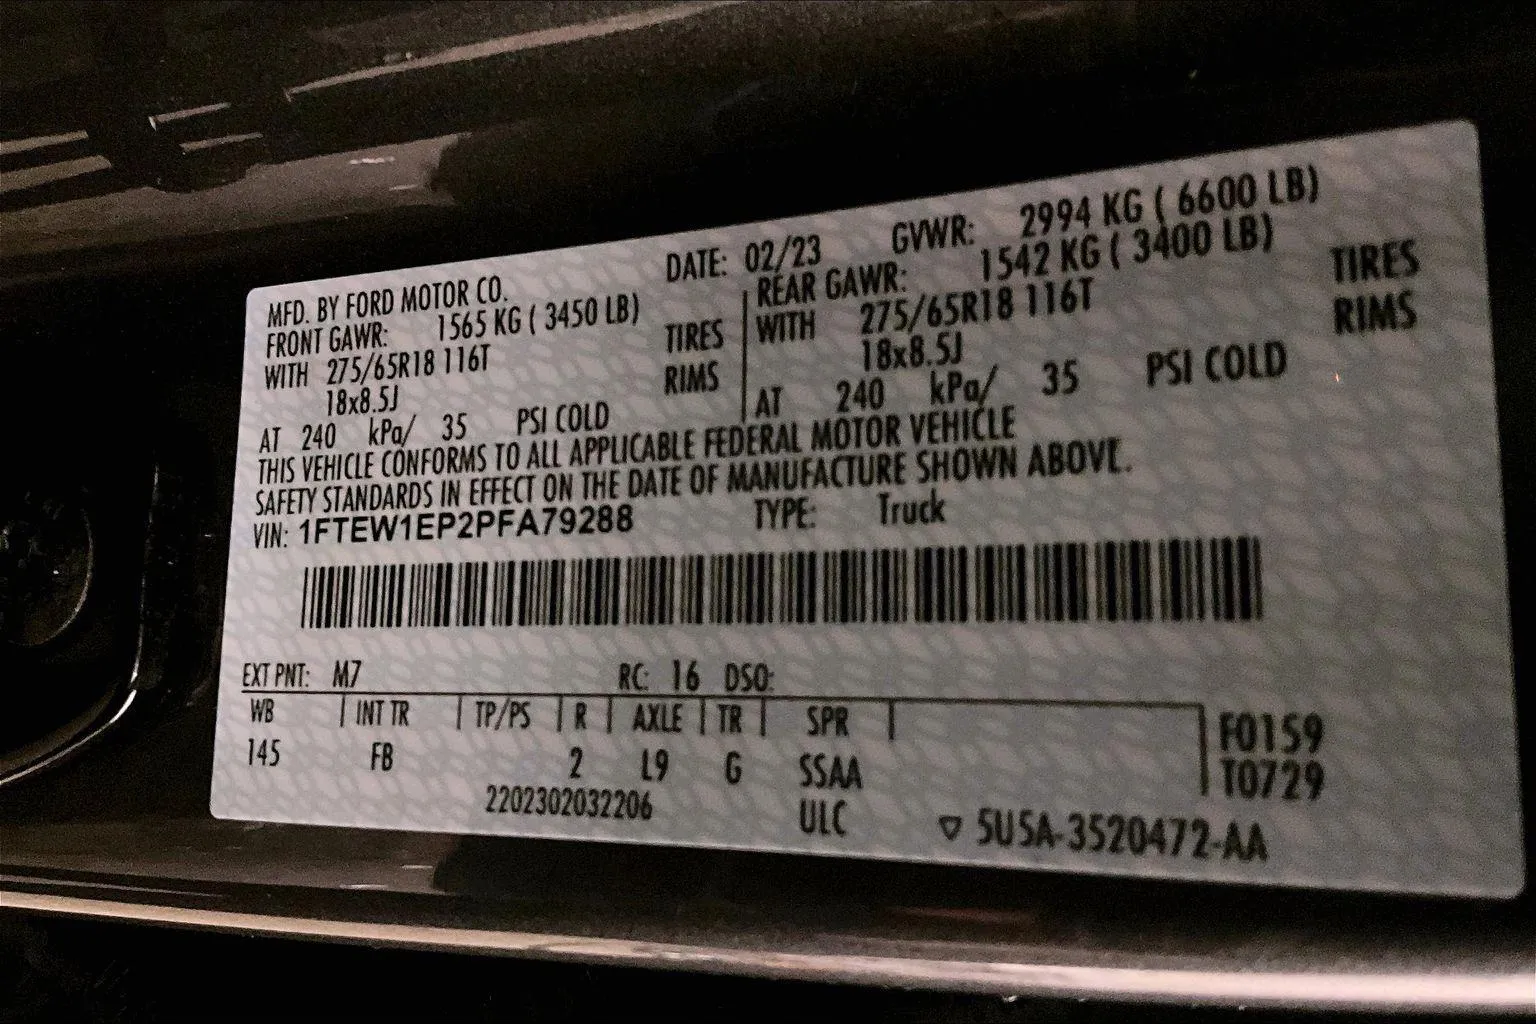 MFD. BY FORD MOTOR CO. DATE: 02/23 GVWR: 2994 KG ( 6600 LB)
FRONT GAWR: 1565 KG ( 3450 LB) REAR GAWR: 1542 KG ( 3400 LB)
WITH 275/65R18 116T TIRES WITH 275/65R18 116T TIRES
18x8.5J RIMS 18x8.5J RIMS
AT 240 kPa/ 35 PSI COLD AT 240 kPa/ 35 PSI COLD
THIS VEHICLE CONFORMS TO ALL APPLICABLE FEDERAL MOTOR VEHICLE
SAFETY STANDARDS IN EFFECT ON THE DATE OF MANUFACTURE SHOWN ABOVE.
VIN: 1FTEW1EP2PFA79288 TYPE: Truck
EXT PNT: M7 RC: 16 DSO:
WB INT TR TP/PS R AXLE TR SPR F0159
145 FB 2 L9 G SSAA T0729
2202302032206 ULC ▽ 5U5A-3520472-AA